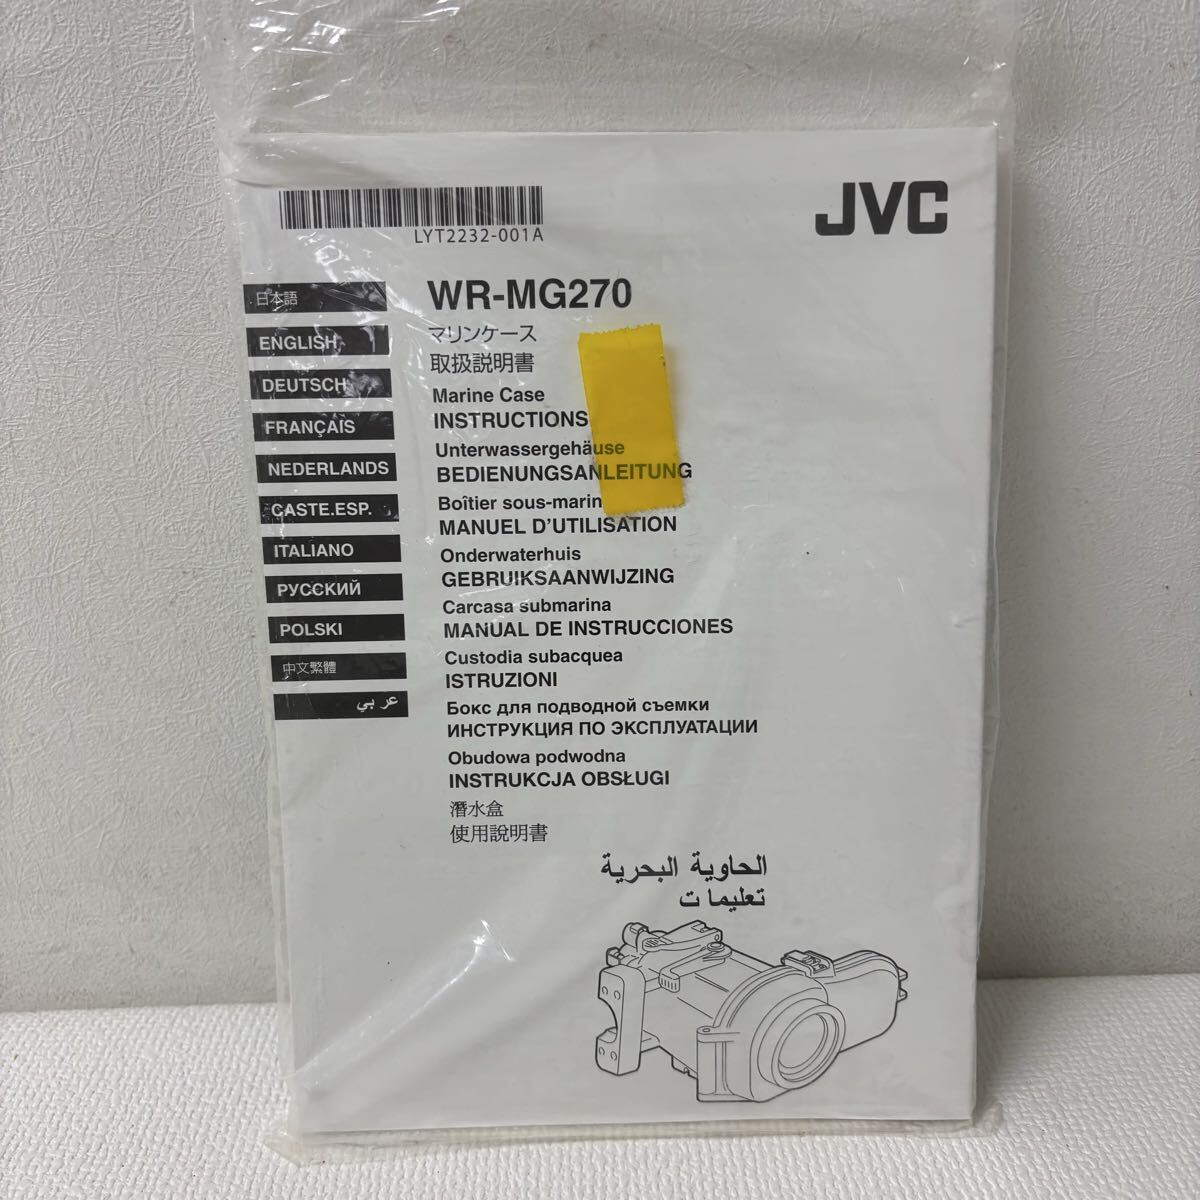 LYT2232-001A
JVC
日本語
ENGLISH
DEUTSCH
FRANÇAIS
NEDERLANDS
CASTE.ESP.
ITALIANO
РУССКИЙ
POLSKI
中文繁體
عربي
WR-MG270
マリンケース
取扱説明書
Marine Case
INSTRUCTIONS
Unterwassergehäuse
BEDIENUNGSANLEITUNG
Boîtier sous-marin
MANUEL D'UTILISATION
Onderwaterhuis
GEBRUIKSAANWIJZING
Carcasa submarina
MANUAL DE INSTRUCCIONES
Custodia subacquea
ISTRUZIONI
Бокс для подводной съемки
ИНСТРУКЦИЯ ПО ЭКСПЛУАТАЦИИ
Obudowa podwodna
INSTRUKCJA OBSŁUGI
潛水盒
使用說明書
الحاوية البحرية
تعليمات